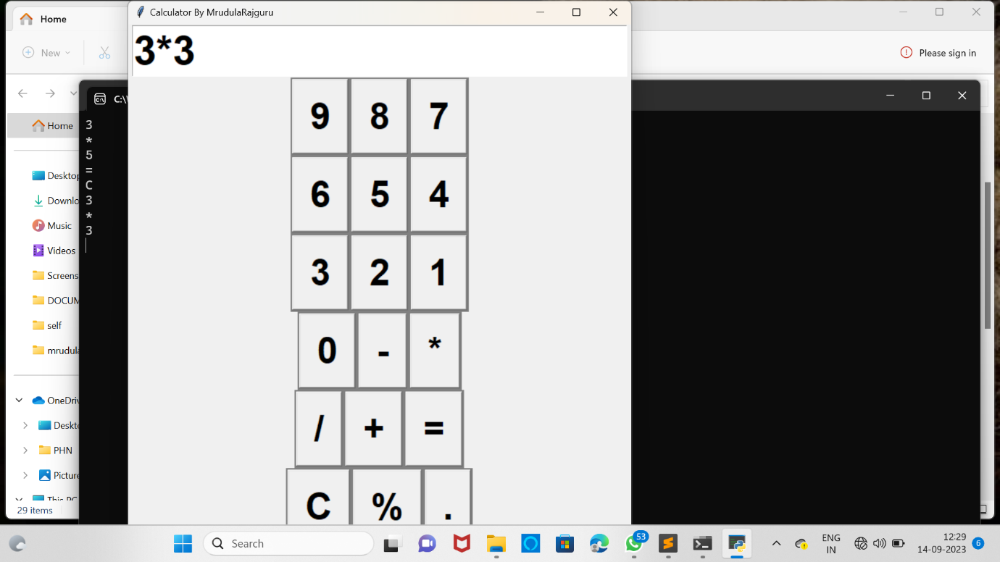 Home
New
Please sign in
Calculator By MrudulaRajguru
3*3
C:\
3
*
5
=
C
3
*
3
9 8 7
6 5 4
3 2 1
0 - *
/ + =
C % .
Home
Desktop
Downlo
Music
Videos
Screens
DOCUM
self
mrudula
OneDriv
Deskto
PHN
Picture
This PC
29 items
Search
53
ENG
IN
12:29
14-09-2023
6